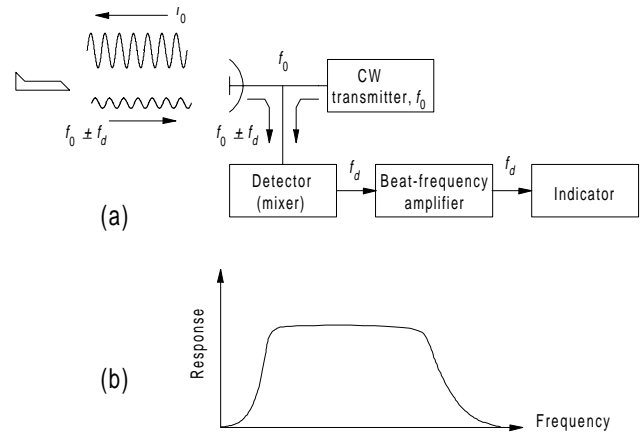 f0
f0
CW
transmitter, f0
f0 ± fd
f0 ± fd
Detector
(mixer)
fd
Beat-frequency
amplifier
fd
Indicator
(a)
Response
(b)
Frequency